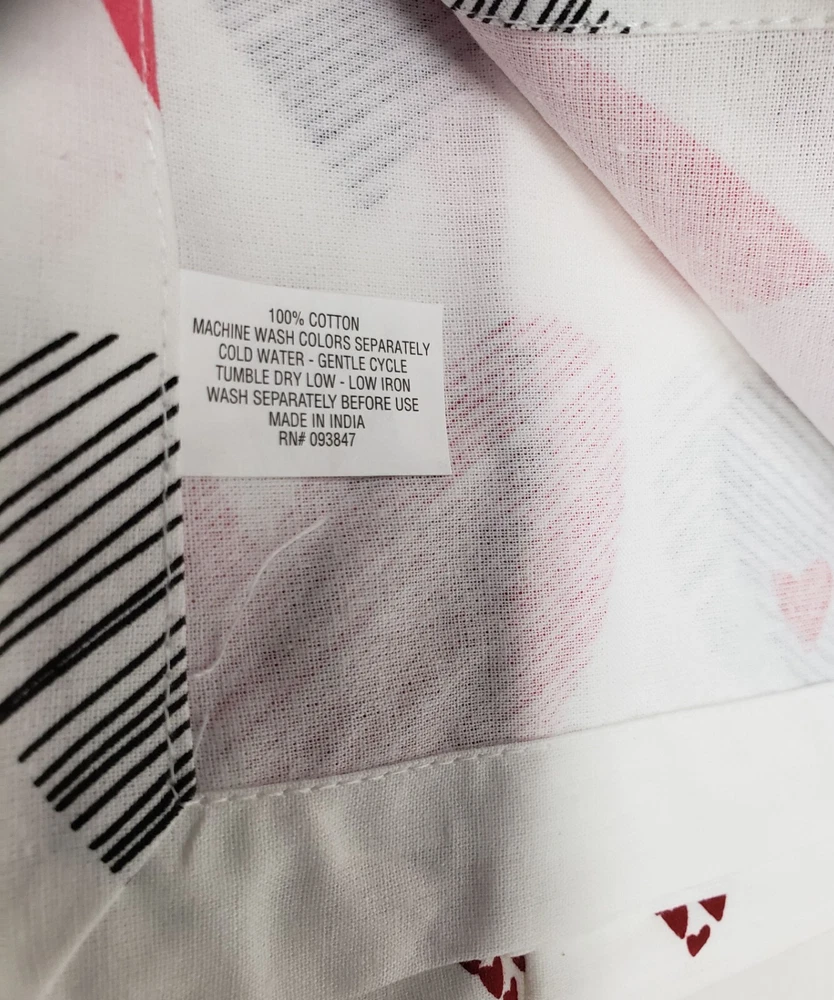 100% COTTON
MACHINE WASH COLORS SEPARATELY
COLD WATER - GENTLE CYCLE
TUMBLE DRY LOW - LOW IRON
WASH SEPARATELY BEFORE USE
MADE IN INDIA
RN# 093847